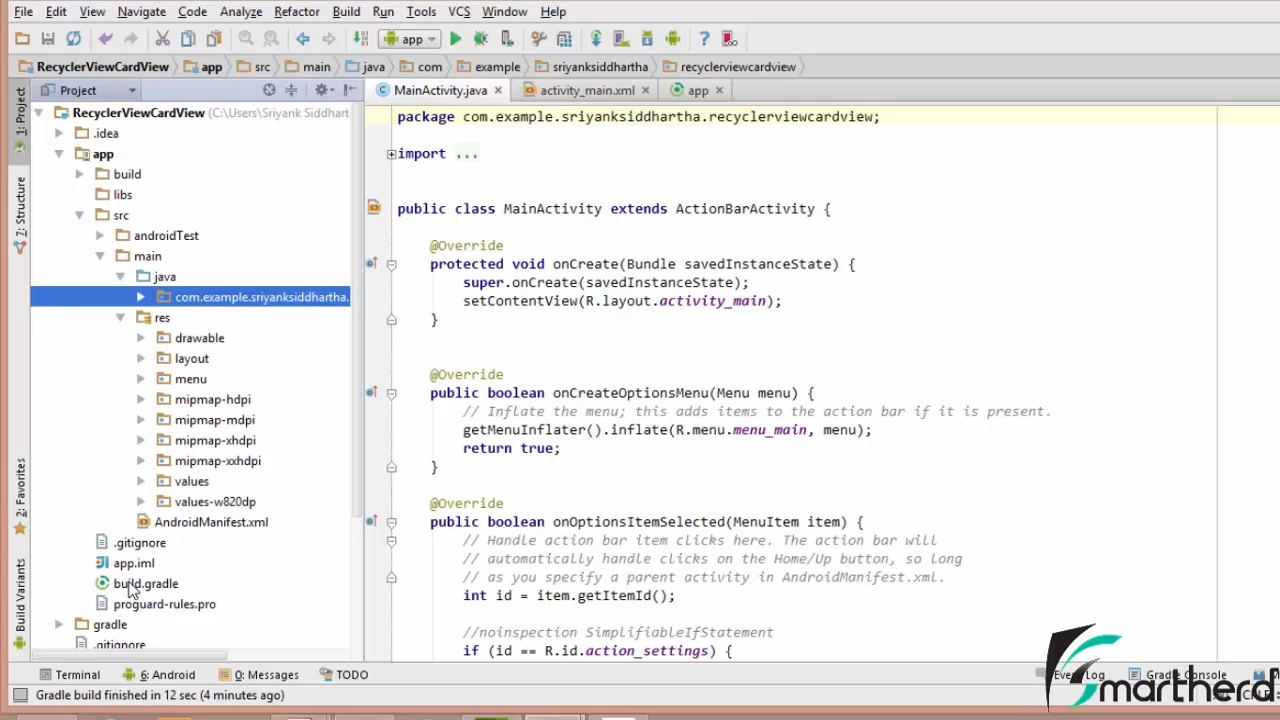 File Edit View Navigate Code Analyze Refactor Build Run Tools VCS Window Help
app
RecyclerViewCardView app src main java com example sriyanksiddhartha recyclerviewcardview
1: Project
7: Structure
2: Favorites
Build Variants
Project
RecyclerViewCardView (C:\Users\Sriyank Siddhart
.idea
app
build
libs
src
androidTest
main
java
com.example.sriyanksiddhartha.
res
drawable
layout
menu
mipmap-hdpi
mipmap-mdpi
mipmap-xhdpi
mipmap-xxhdpi
values
values-w820dp
AndroidManifest.xml
.gitignore
app.iml
build.gradle
proguard-rules.pro
gradle
.gitignore
MainActivity.java activity_main.xml app
package com.example.sriyanksiddhartha.recyclerviewcardview;
import ...
public class MainActivity extends ActionBarActivity {
@Override
protected void onCreate(Bundle savedInstanceState) {
super.onCreate(savedInstanceState);
setContentView(R.layout.activity_main);
}
@Override
public boolean onCreateOptionsMenu(Menu menu) {
// Inflate the menu; this adds items to the action bar if it is present.
getMenuInflater().inflate(R.menu.menu_main, menu);
return true;
}
@Override
public boolean onOptionsItemSelected(MenuItem item) {
// Handle action bar item clicks here. The action bar will
// automatically handle clicks on the Home/Up button, so long
// as you specify a parent activity in AndroidManifest.xml.
int id = item.getItemId();
//noinspection SimplifiableIfStatement
if (id == R.id.action_settings) {
Terminal 6: Android 0: Messages TODO Event Log Gradle Console
Gradle build finished in 12 sec (4 minutes ago)
smartherd